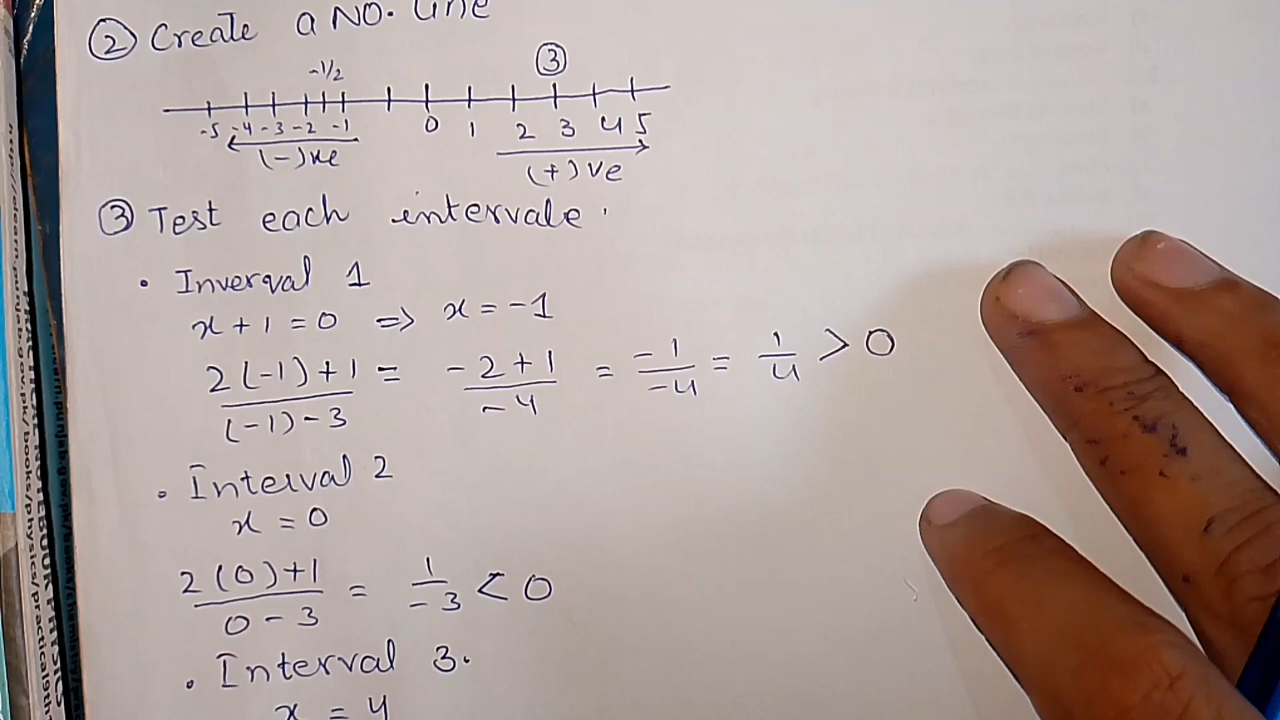 ② Create a NO. line
-1/2 ③
-5 -4 -3 -2 -1 0 1 2 3 4 5
(-)ve (+)ve
③ Test each intervale.
• Inverval 1
x + 1 = 0 => x = -1
2(-1)+1 / (-1)-3 = -2+1 / -4 = -1 / -4 = 1/4 > 0
• Interval 2
x = 0
2(0)+1 / 0-3 = 1 / -3 < 0
• Interval 3.
x = 4